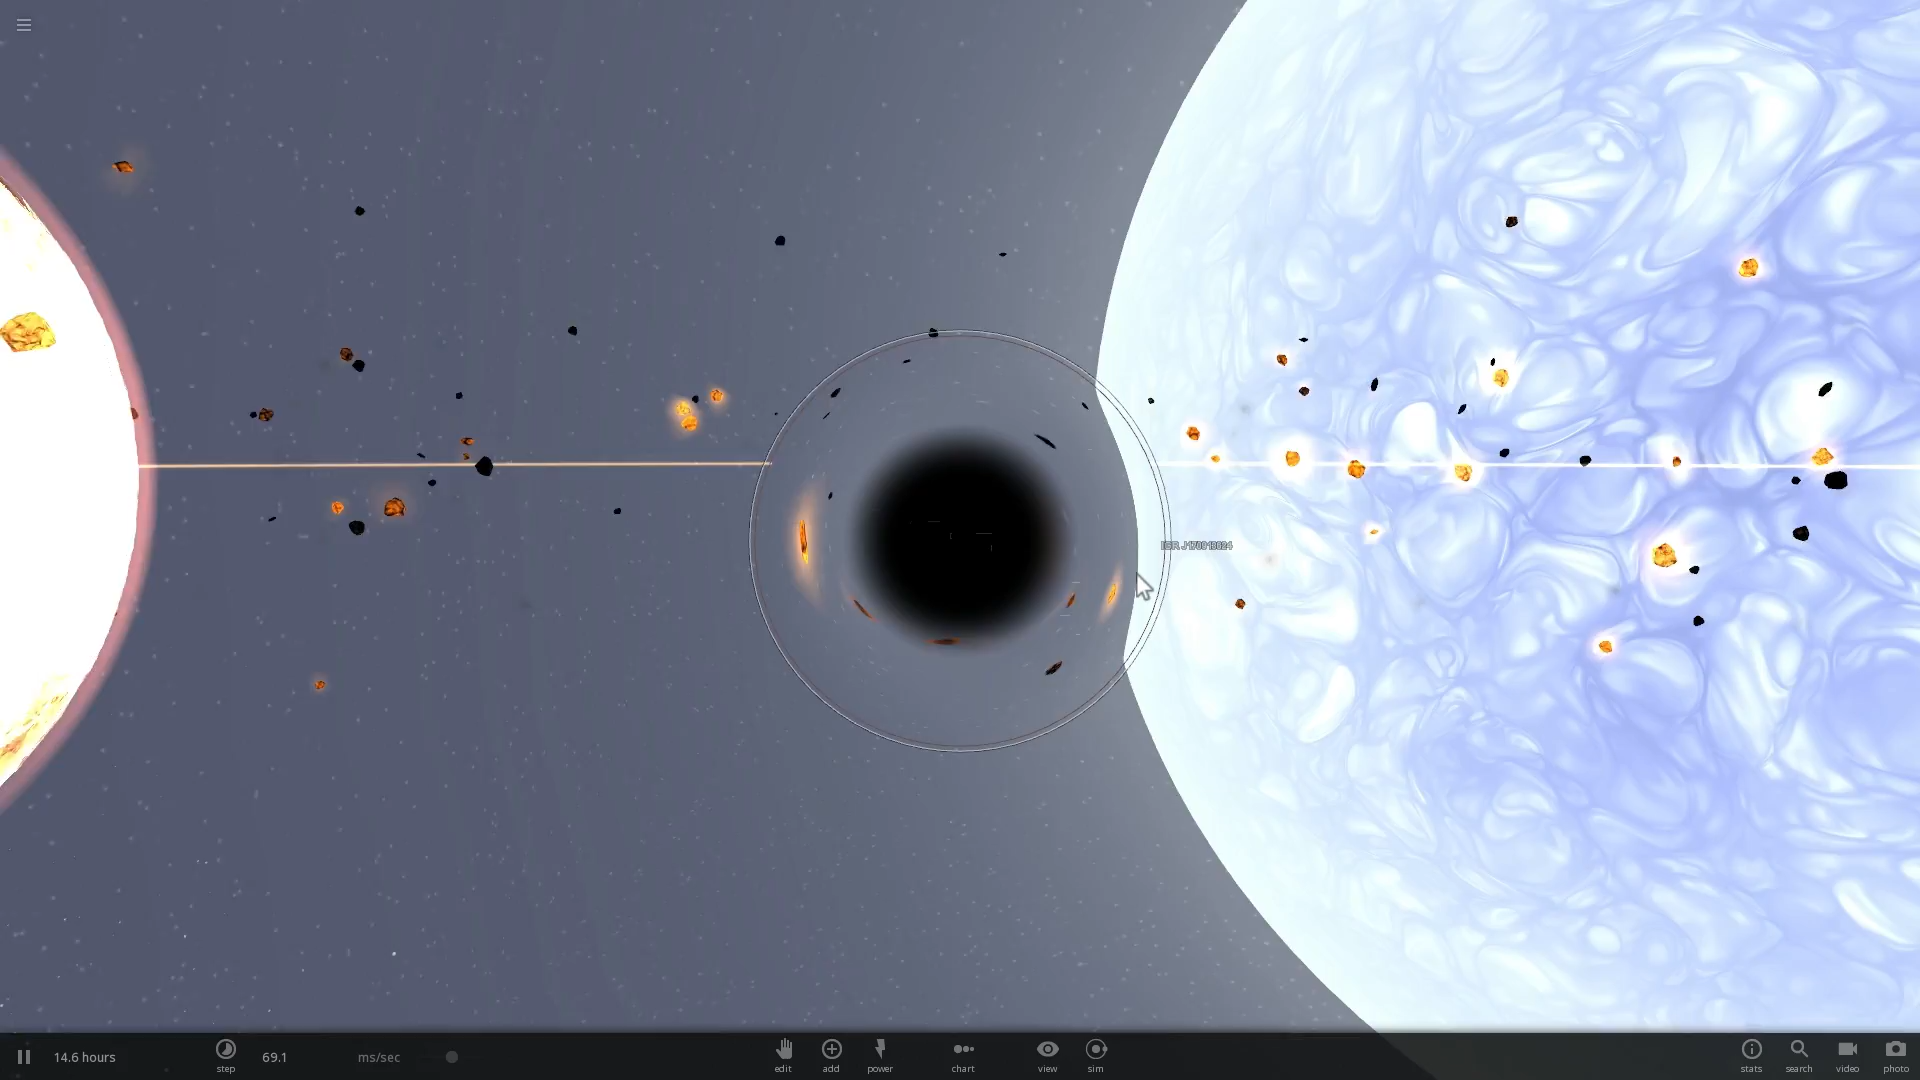 14.6 hours
step
69.1
ms/sec
edit
add
power
chart
view
sim
stats
search
video
photo